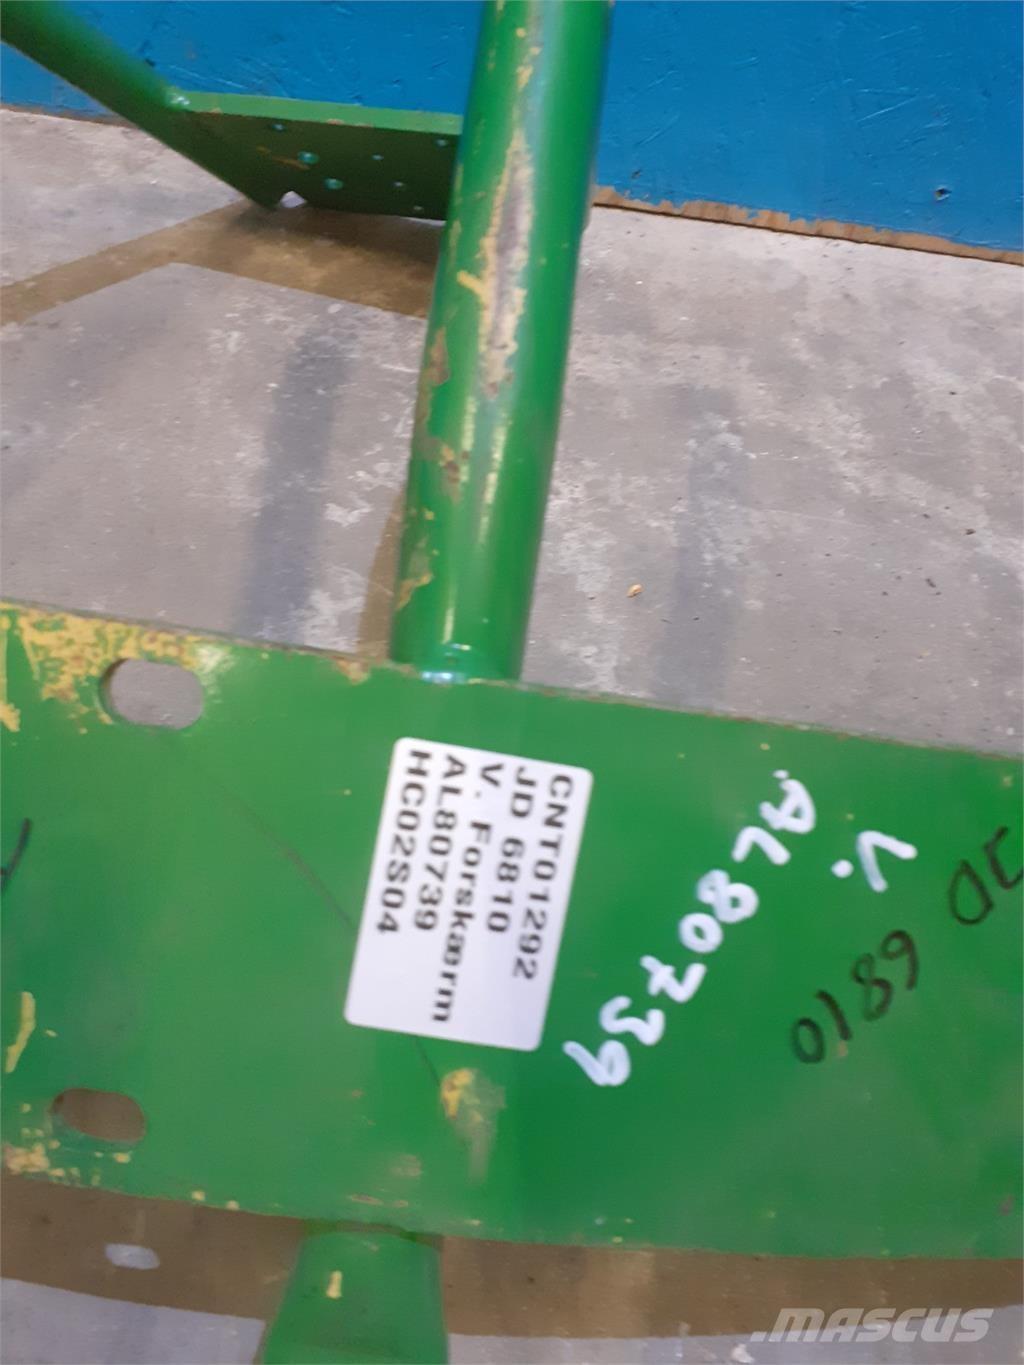 CNT01292
JD 6810
V. Forskærm
AL80739
HC02S04
V.
AL80739
JD
6810
MASCUS